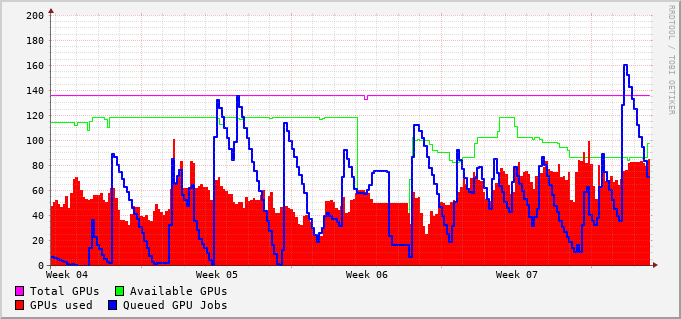 200
180
160
140
120
100
80
60
40
20
0
Week 04 Week 05 Week 06 Week 07
Total GPUs Available GPUs
GPUs used Queued GPU Jobs
RRDTOOL / TOBI OETIKER